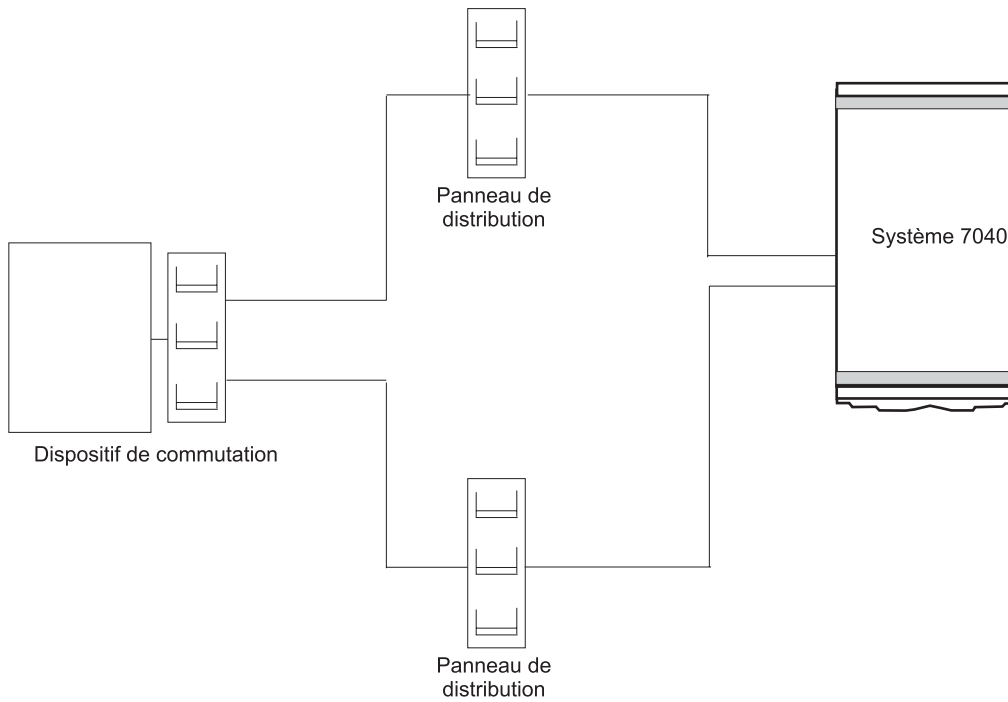 Panneau de
distribution
Système 7040
Dispositif de commutation
Panneau de
distribution